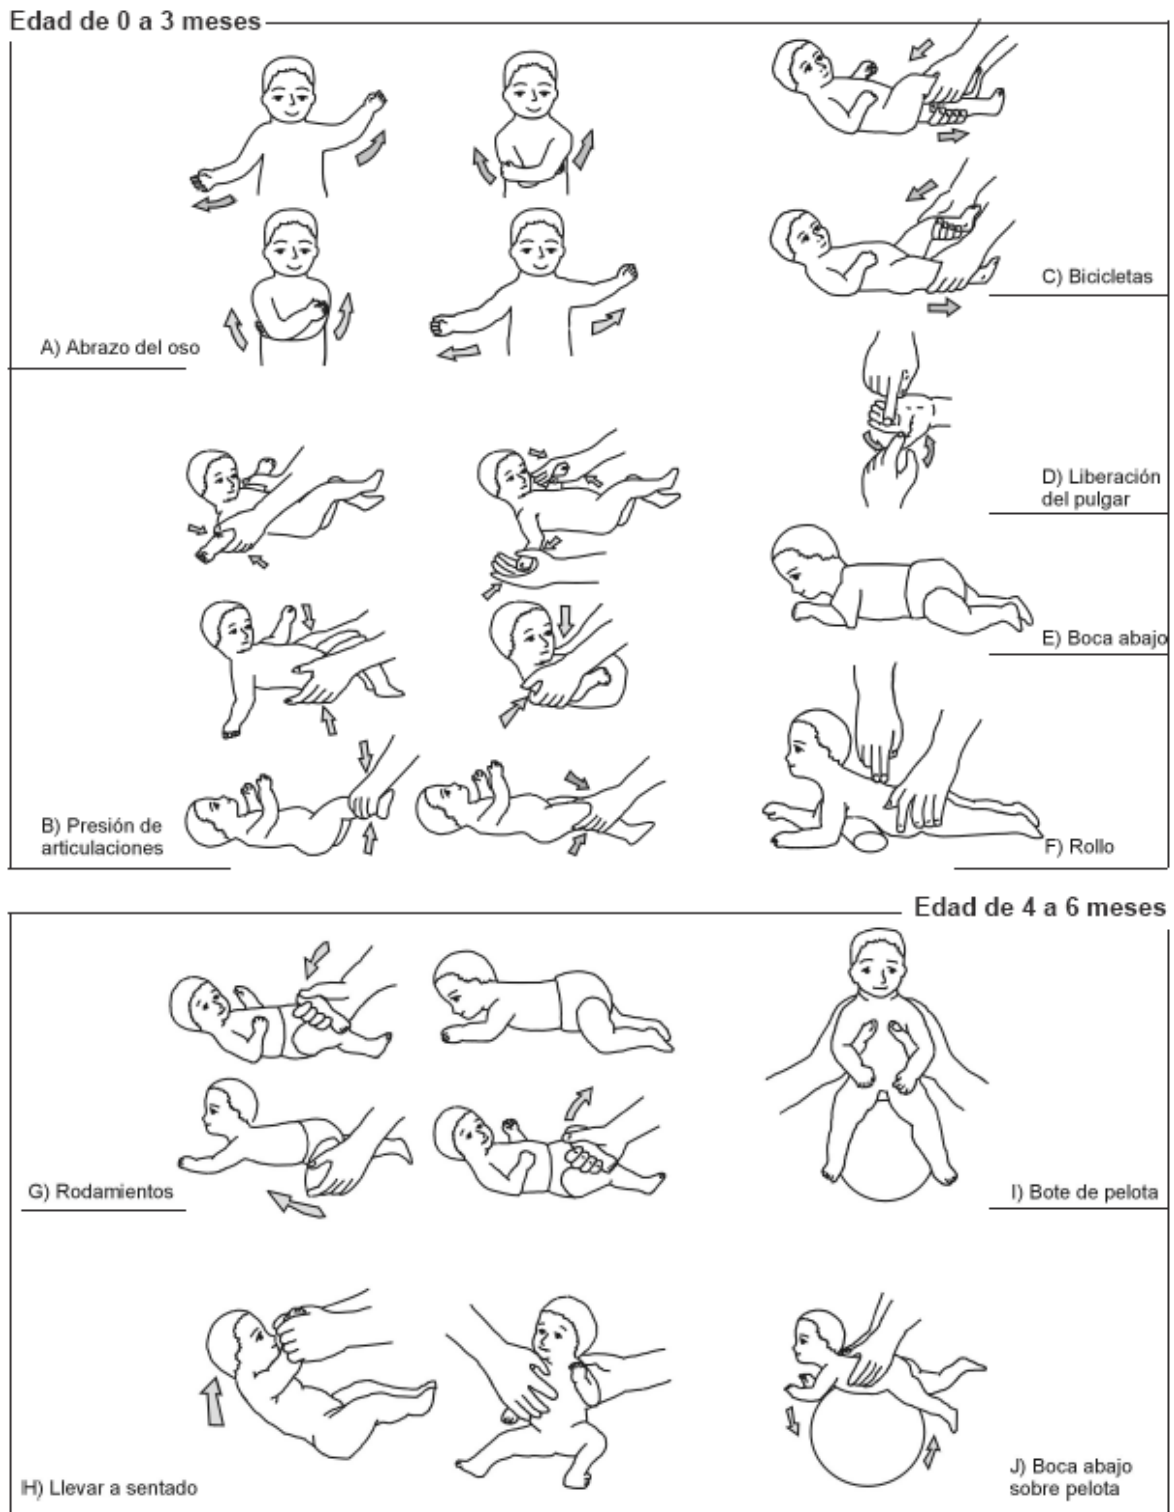 Edad de 0 a 3 meses
A) Abrazo del oso
C) Bicicletas
D) Liberación
del pulgar
E) Boca abajo
B) Presión de
articulaciones
F) Rollo
Edad de 4 a 6 meses
G) Rodamientos
I) Bote de pelota
H) Llevar a sentado
J) Boca abajo
sobre pelota